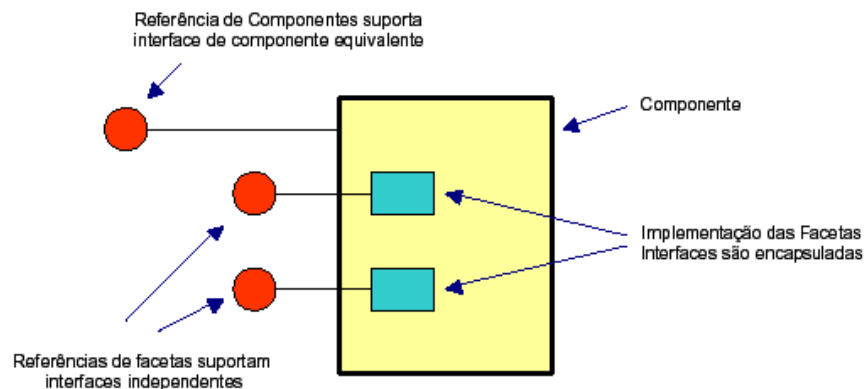 Referência de Componentes suporta
interface de componente equivalente
Componente
Implementação das Facetas
Interfaces são encapsuladas
Referências de facetas suportam
interfaces independentes